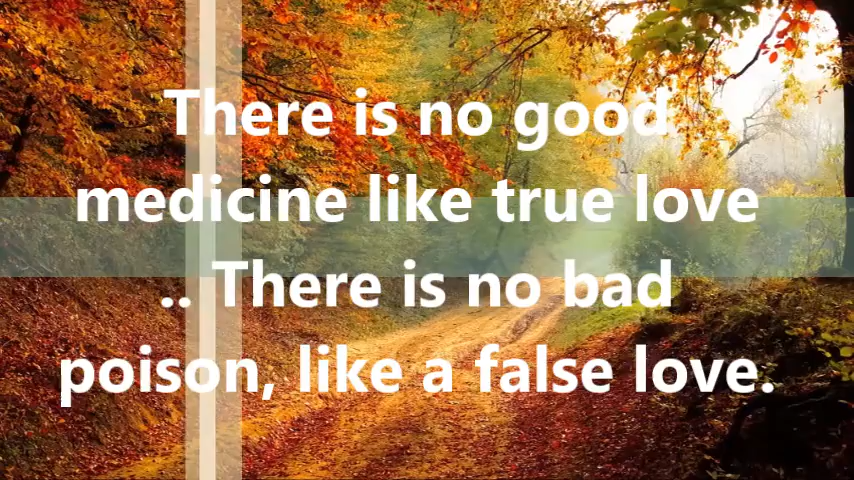 There is no good
medicine like true love
.. There is no bad
poison, like a false love.